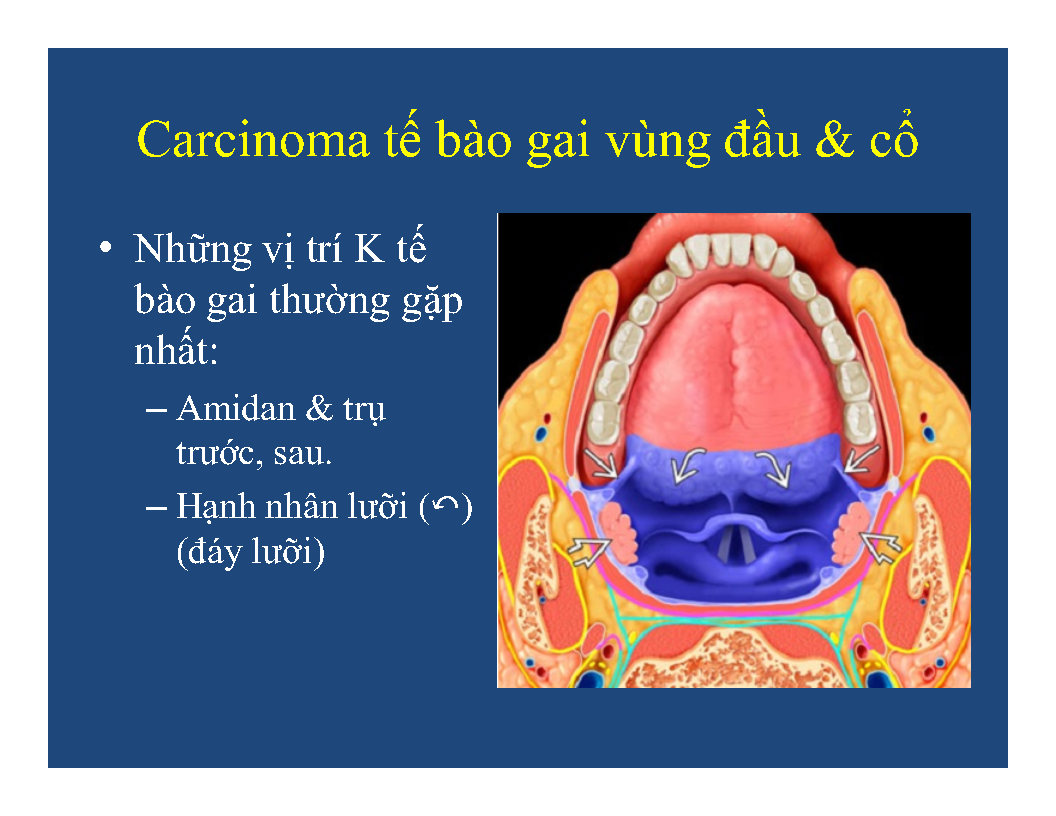 Carcinoma tế bào gai vùng đầu & cổ
• Những vị trí K tế
bào gai thường gặp
nhất:
– Amidan & trụ
trước, sau.
– Hạnh nhân lưỡi (↶)
(đáy lưỡi)